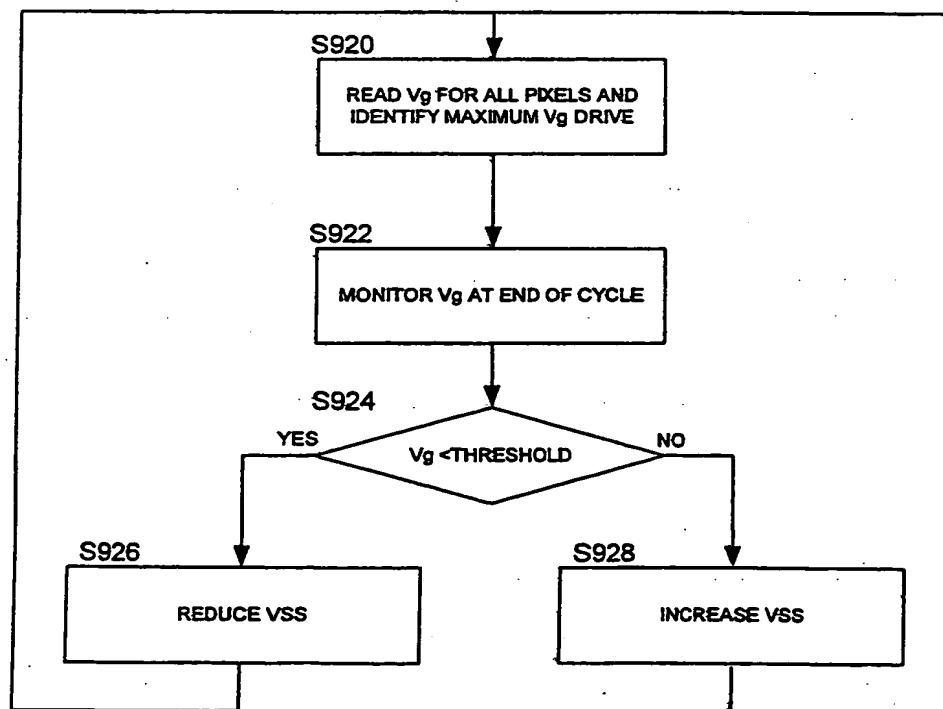 S920
READ Vg FOR ALL PIXELS AND
IDENTIFY MAXIMUM Vg DRIVE
S922
MONITOR Vg AT END OF CYCLE
S924
YES
Vg <THRESHOLD
NO
S926
REDUCE VSS
S928
INCREASE VSS